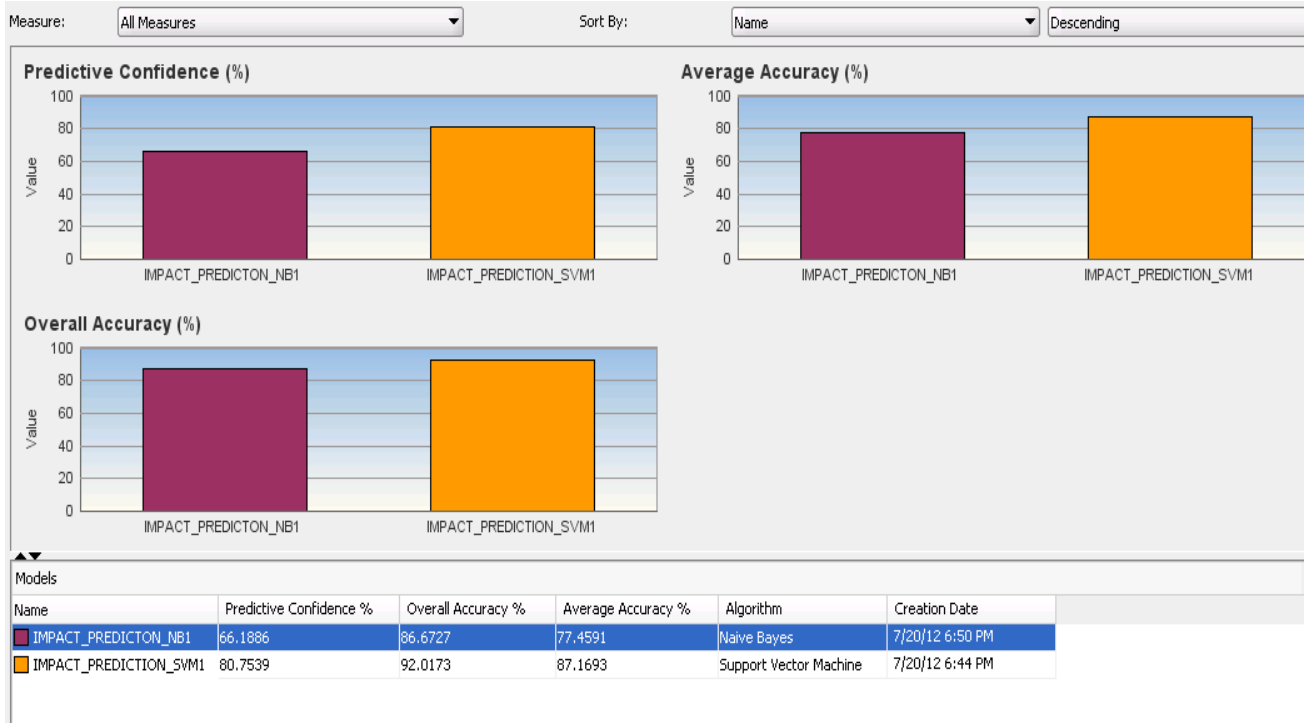 Measure: All Measures Sort By: Name Descending
Predictive Confidence (%)
100
80
60
40
20
0
Value
IMPACT_PREDICTON_NB1 IMPACT_PREDICTION_SVM1
Average Accuracy (%)
100
80
60
40
20
0
Value
IMPACT_PREDICTON_NB1 IMPACT_PREDICTION_SVM1
Overall Accuracy (%)
100
80
60
40
20
0
Value
IMPACT_PREDICTON_NB1 IMPACT_PREDICTION_SVM1
Models
Name Predictive Confidence % Overall Accuracy % Average Accuracy % Algorithm Creation Date
IMPACT_PREDICTON_NB1 66.1886 86.6727 77.4591 Naive Bayes 7/20/12 6:50 PM
IMPACT_PREDICTION_SVM1 80.7539 92.0173 87.1693 Support Vector Machine 7/20/12 6:44 PM